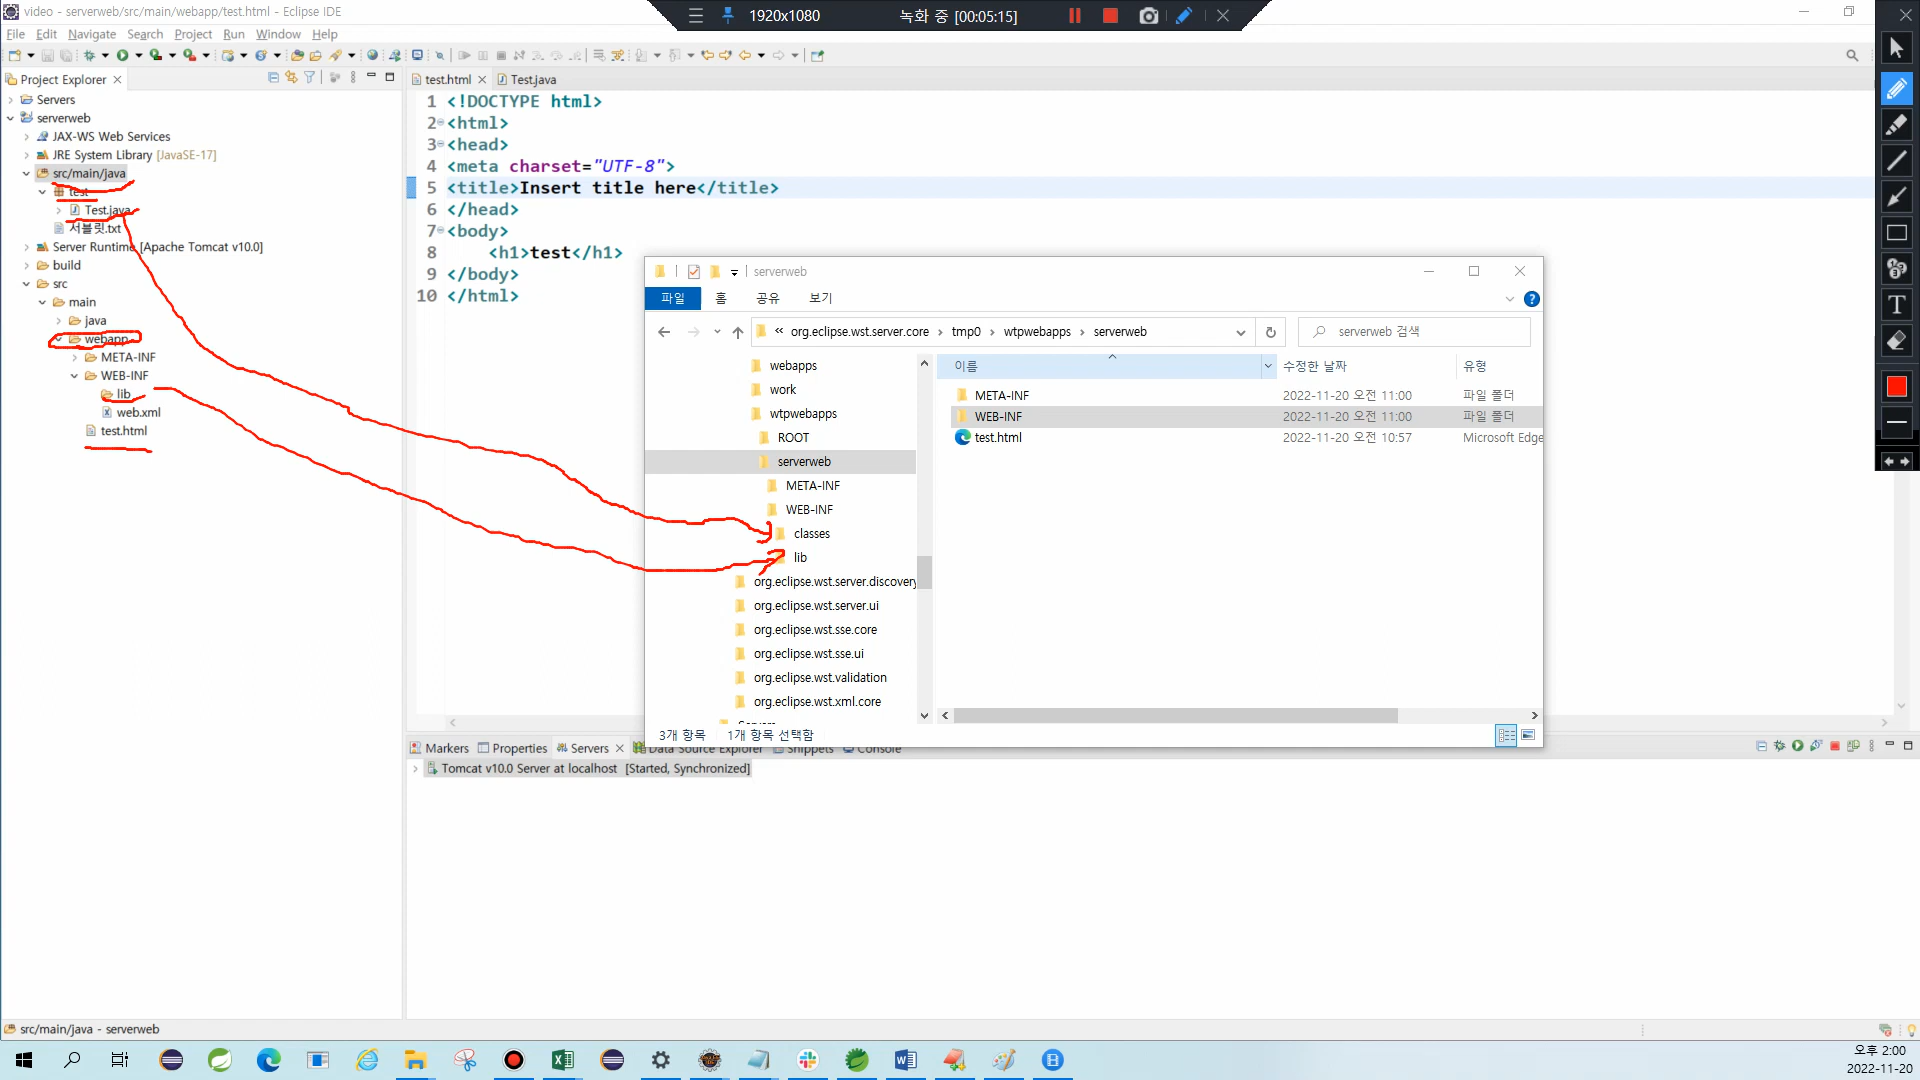 video - serverweb/src/main/webapp/test.html - Eclipse IDE
1920x1080
녹화 중 [00:05:15]
File Edit Navigate Search Project Run Window Help
Project Explorer
Servers
serverweb
JAX-WS Web Services
JRE System Library [JavaSE-17]
src/main/java
test
Test.java
서블릿.txt
Server Runtime [Apache Tomcat v10.0]
build
src
main
java
webapp
META-INF
WEB-INF
lib
web.xml
test.html
test.html
Test.java
1 <!DOCTYPE html>
2 <html>
3 <head>
4 <meta charset="UTF-8">
5 <title>Insert title here</title>
6 </head>
7 <body>
8 <h1>test</h1>
9 </body>
10 </html>
serverweb
파일 홈 공유 보기
« org.eclipse.wst.server.core > tmp0 > wtpwebapps > serverweb
serverweb 검색
webapps
work
wtpwebapps
ROOT
serverweb
META-INF
WEB-INF
classes
lib
org.eclipse.wst.server.discovery
org.eclipse.wst.server.ui
org.eclipse.wst.sse.core
org.eclipse.wst.sse.ui
org.eclipse.wst.validation
org.eclipse.wst.xml.core
이름 수정한 날짜 유형
META-INF 2022-11-20 오전 11:00 파일 폴더
WEB-INF 2022-11-20 오전 11:00 파일 폴더
test.html 2022-11-20 오전 10:57 Microsoft Edge
3개 항목 1개 항목 선택함
Markers Properties Servers Data Source Explorer Snippets Console
Tomcat v10.0 Server at localhost [Started, Synchronized]
src/main/java - serverweb
오후 2:00
2022-11-20